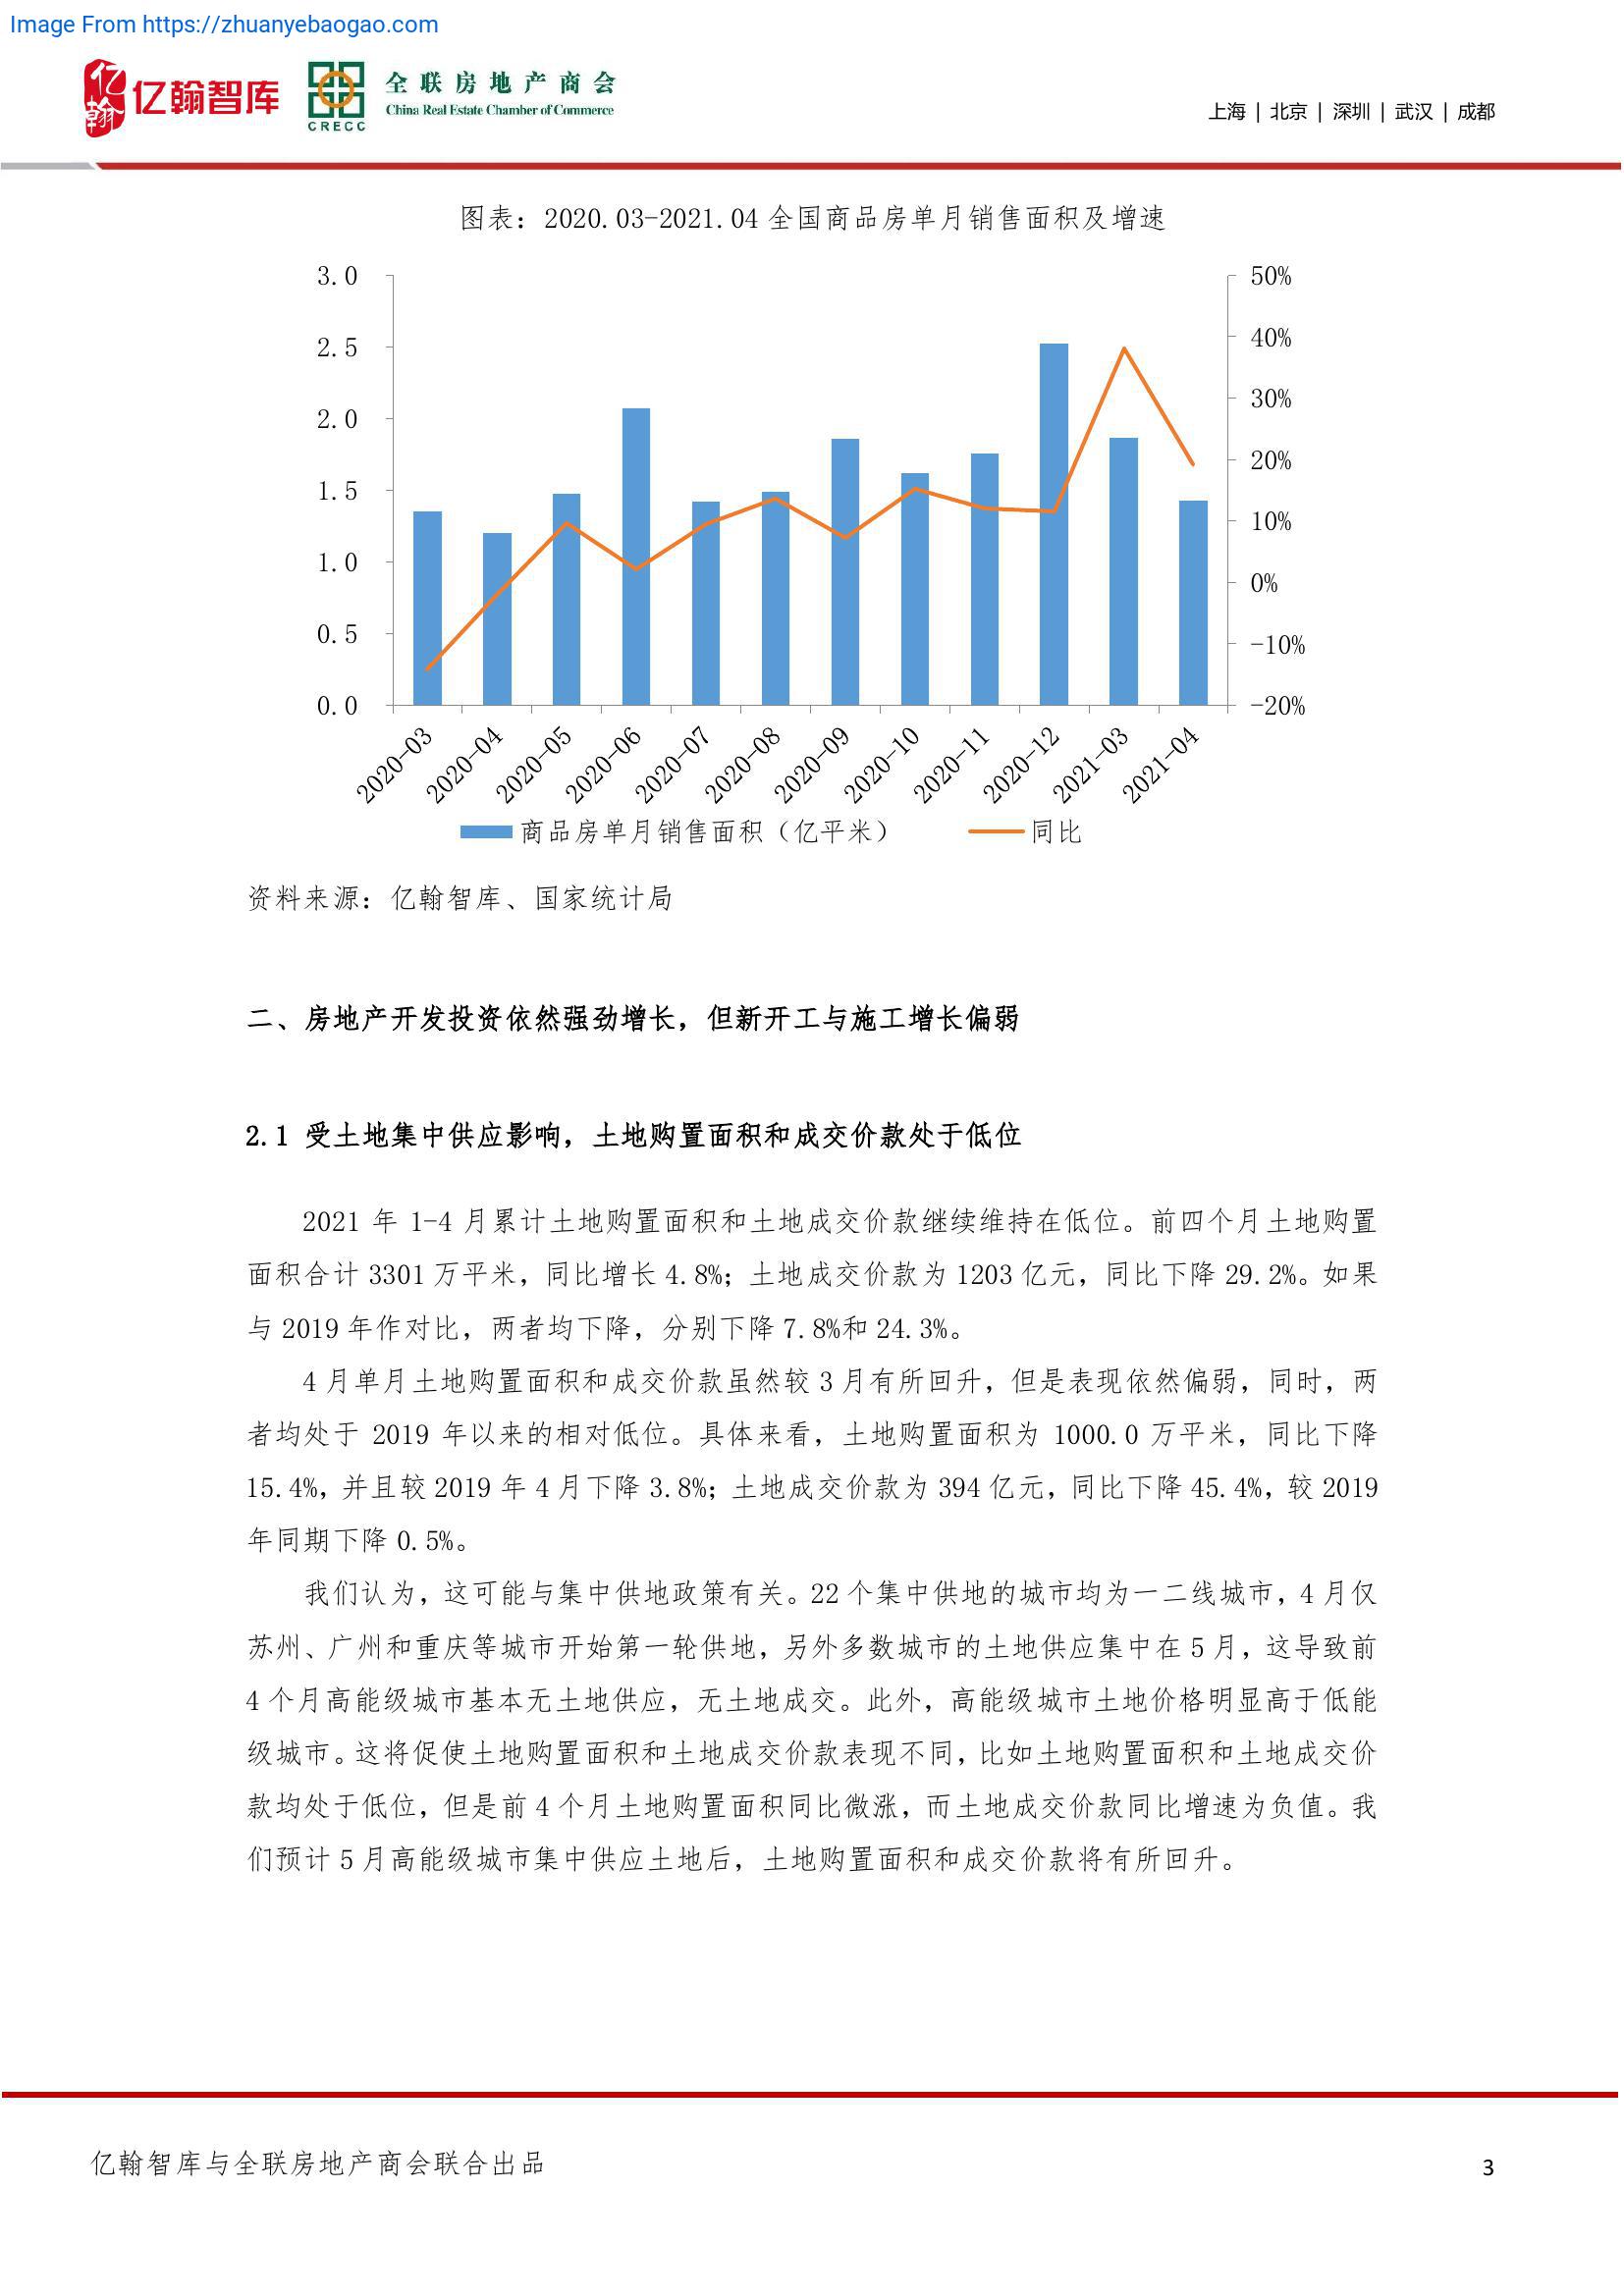 Image From https://zhuanyebaogao.com
亿翰
亿翰智库
CRECC
全联房地产商会
China Real Estate Chamber of Commerce
上海 | 北京 | 深圳 | 武汉 | 成都
图表：2020.03-2021.04 全国商品房单月销售面积及增速
3.0
2.5
2.0
1.5
1.0
0.5
0.0
50%
40%
30%
20%
10%
0%
-10%
-20%
2020-03
2020-04
2020-05
2020-06
2020-07
2020-08
2020-09
2020-10
2020-11
2020-12
2021-03
2021-04
商品房单月销售面积（亿平米）
同比
资料来源：亿翰智库、国家统计局
二、房地产开发投资依然强劲增长，但新开工与施工增长偏弱
2.1 受土地集中供应影响，土地购置面积和成交价款处于低位
2021 年 1-4 月累计土地购置面积和土地成交价款继续维持在低位。前四个月土地购置
面积合计 3301 万平米，同比增长 4.8%；土地成交价款为 1203 亿元，同比下降 29.2%。如果
与 2019 年作对比，两者均下降，分别下降 7.8%和 24.3%。
4 月单月土地购置面积和成交价款虽然较 3 月有所回升，但是表现依然偏弱，同时，两
者均处于 2019 年以来的相对低位。具体来看，土地购置面积为 1000.0 万平米，同比下降
15.4%，并且较 2019 年 4 月下降 3.8%；土地成交价款为 394 亿元，同比下降 45.4%，较 2019
年同期下降 0.5%。
我们认为，这可能与集中供地政策有关。22 个集中供地的城市均为一二线城市，4 月仅
苏州、广州和重庆等城市开始第一轮供地，另外多数城市的土地供应集中在 5 月，这导致前
4 个月高能级城市基本无土地供应，无土地成交。此外，高能级城市土地价格明显高于低能
级城市。这将促使土地购置面积和土地成交价款表现不同，比如土地购置面积和土地成交价
款均处于低位，但是前 4 个月土地购置面积同比微涨，而土地成交价款同比增速为负值。我
们预计 5 月高能级城市集中供应土地后，土地购置面积和成交价款将有所回升。
亿翰智库与全联房地产商会联合出品
3